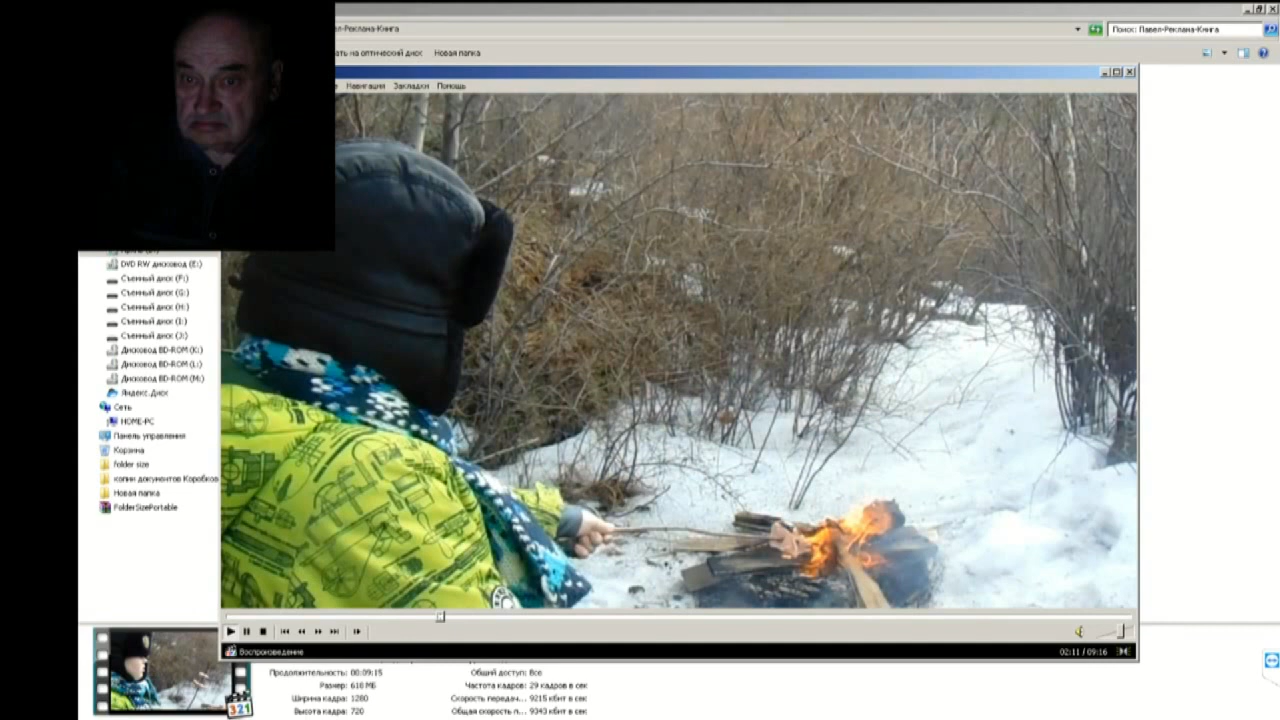 ел-Реклана-Книга
Поиск: Павел-Реклана-Книга
ать на оптический диск Новая папка
Навигация Закладки Помощь
DVD RW дисковод (E:)
Съемный диск (F:)
Съемный диск (G:)
Съемный диск (H:)
Съемный диск (I:)
Съемный диск (J:)
Дисковод BD-ROM (K:)
Дисковод BD-ROM (L:)
Дисковод BD-ROM (M:)
Яндекс.Диск
Сеть
HOME-PC
Панель управления
Корзина
folder size
копии документов Коробков
Новая папка
FolderSizePortable
Воспроизведение
02:11 / 09:16
321
Продолжительность: 00:09:15
Общий доступ: Все
Размер: 618 МБ
Частота кадров: 29 кадров в сек
Ширина кадра: 1280
Скорость передач... 9215 кбит в сек
Высота кадра: 720
Общая скорость п... 9343 кбит в сек